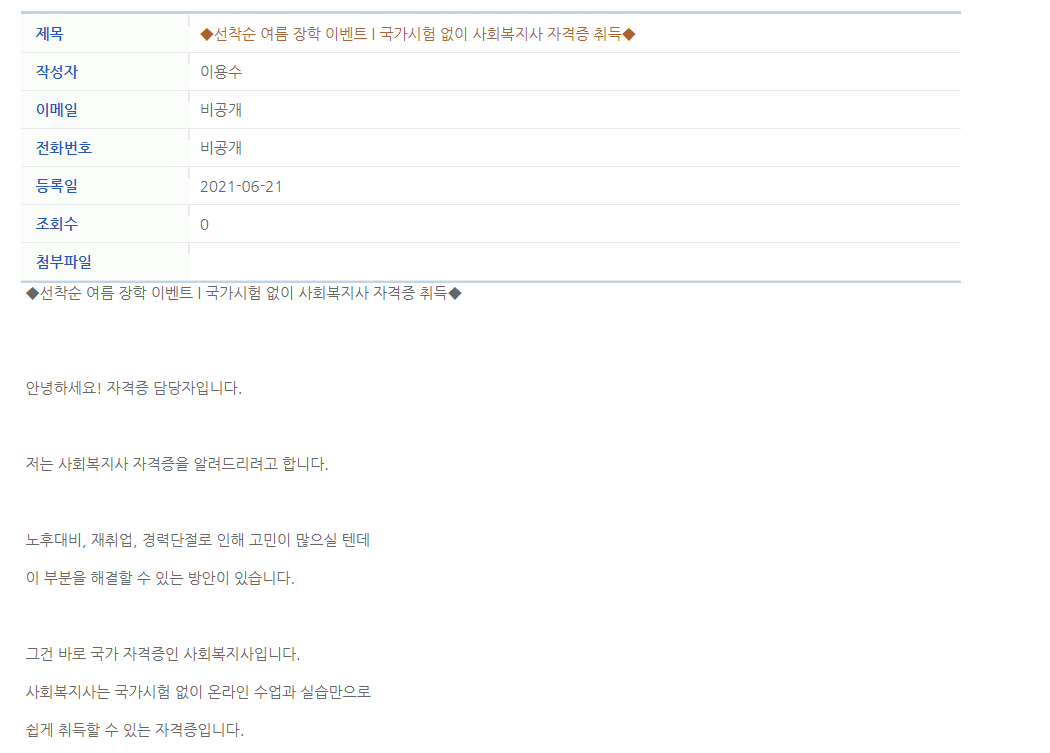 제목 ◆선착순 여름 장학 이벤트 I 국가시험 없이 사회복지사 자격증 취득◆
작성자 이용수
이메일 비공개
전화번호 비공개
등록일 2021-06-21
조회수 0
첨부파일
◆선착순 여름 장학 이벤트 I 국가시험 없이 사회복지사 자격증 취득◆
안녕하세요! 자격증 담당자입니다.
저는 사회복지사 자격증을 알려드리려고 합니다.
노후대비, 재취업, 경력단절로 인해 고민이 많으실 텐데
이 부분을 해결할 수 있는 방안이 있습니다.
그건 바로 국가 자격증인 사회복지사입니다.
사회복지사는 국가시험 없이 온라인 수업과 실습만으로
쉽게 취득할 수 있는 자격증입니다.